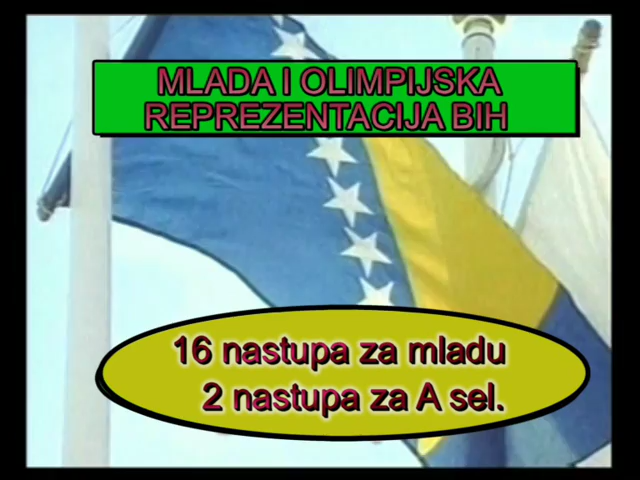 MLADA I OLIMPIJSKA
REPREZENTACIJA BIH
16 nastupa za mladu
2 nastupa za A sel.